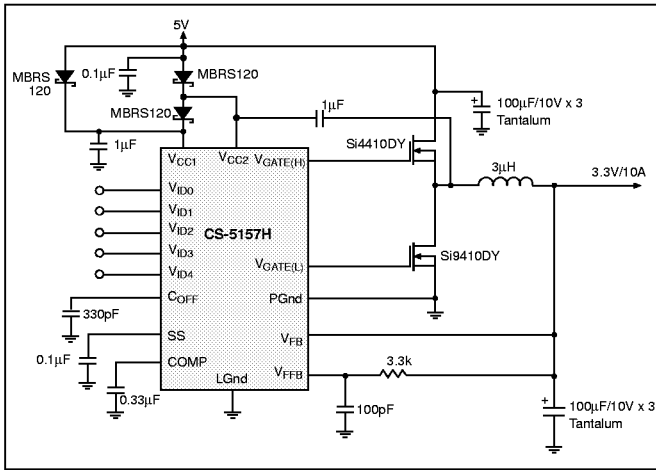 5V
MBRS
120
0.1μF
MBRS120
MBRS120
1μF
1μF
100μF/10V x 3
Tantalum
Si4410DY
3μH
3.3V/10A
VCC1
VCC2
VGATE(H)
VID0
VID1
VID2
VID3
VID4
CS-5157H
VGATE(L)
Si9410DY
COFF
PGnd
330pF
SS
VFB
0.1μF
COMP
VFFB
3.3k
LGnd
0.33μF
100pF
100μF/10V x 3
Tantalum